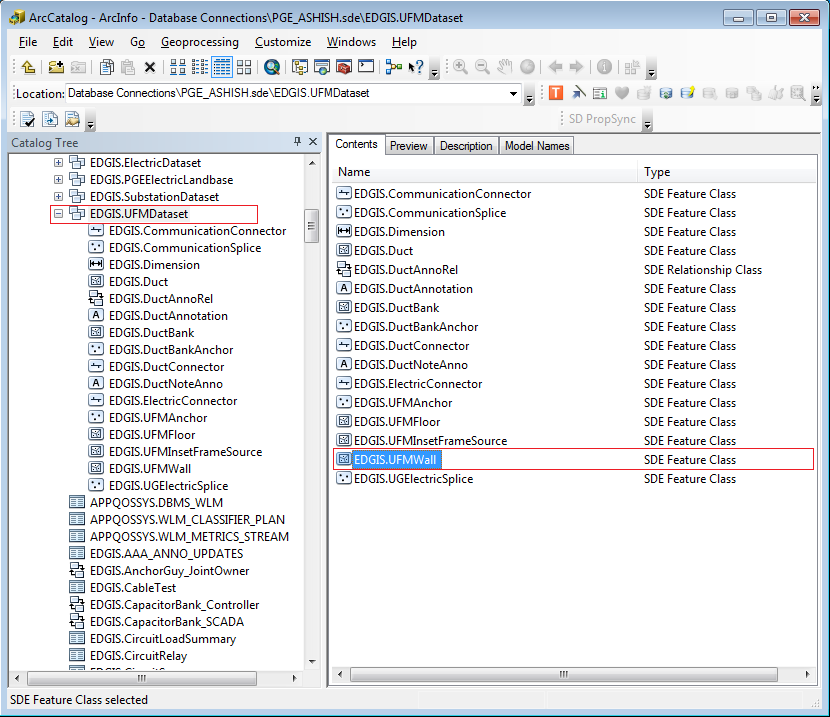 ArcCatalog - ArcInfo - Database Connections\PGE_ASHISH.sde\EDGIS.UFMDataset
File Edit View Go Geoprocessing Customize Windows Help
Location: Database Connections\PGE_ASHISH.sde\EDGIS.UFMDataset
SD PropSync
Catalog Tree
EDGIS.ElectricDataset
EDGIS.PGEElectricLandbase
EDGIS.SubstationDataset
EDGIS.UFMDataset
EDGIS.CommunicationConnector
EDGIS.CommunicationSplice
EDGIS.Dimension
EDGIS.Duct
EDGIS.DuctAnnoRel
EDGIS.DuctAnnotation
EDGIS.DuctBank
EDGIS.DuctBankAnchor
EDGIS.DuctConnector
EDGIS.DuctNoteAnno
EDGIS.ElectricConnector
EDGIS.UFMAnchor
EDGIS.UFMFloor
EDGIS.UFMInsetFrameSource
EDGIS.UFMWall
EDGIS.UGElectricSplice
APPQOSSYS.DBMS_WLM
APPQOSSYS.WLM_CLASSIFIER_PLAN
APPQOSSYS.WLM_METRICS_STREAM
EDGIS.AAA_ANNO_UPDATES
EDGIS.AnchorGuy_JointOwner
EDGIS.CableTest
EDGIS.CapacitorBank_Controller
EDGIS.CapacitorBank_SCADA
EDGIS.CircuitLoadSummary
EDGIS.CircuitRelay
Contents Preview Description Model Names
Name Type
EDGIS.CommunicationConnector SDE Feature Class
EDGIS.CommunicationSplice SDE Feature Class
EDGIS.Dimension SDE Feature Class
EDGIS.Duct SDE Feature Class
EDGIS.DuctAnnoRel SDE Relationship Class
EDGIS.DuctAnnotation SDE Feature Class
EDGIS.DuctBank SDE Feature Class
EDGIS.DuctBankAnchor SDE Feature Class
EDGIS.DuctConnector SDE Feature Class
EDGIS.DuctNoteAnno SDE Feature Class
EDGIS.ElectricConnector SDE Feature Class
EDGIS.UFMAnchor SDE Feature Class
EDGIS.UFMFloor SDE Feature Class
EDGIS.UFMInsetFrameSource SDE Feature Class
EDGIS.UFMWall SDE Feature Class
EDGIS.UGElectricSplice SDE Feature Class
SDE Feature Class selected